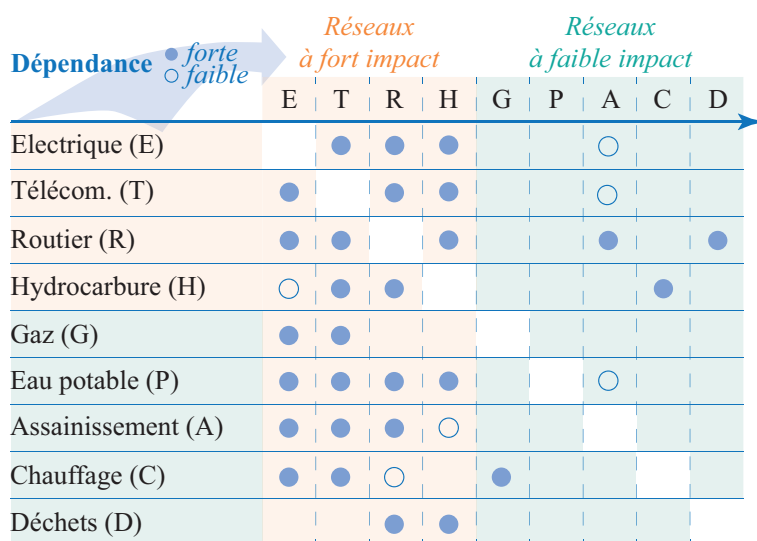 Réseaux
à fort impact
Réseaux
à faible impact
Dépendance
forte
faible
E T R H G P A C D
Electrique (E)
Télécom. (T)
Routier (R)
Hydrocarbure (H)
Gaz (G)
Eau potable (P)
Assainissement (A)
Chauffage (C)
Déchets (D)